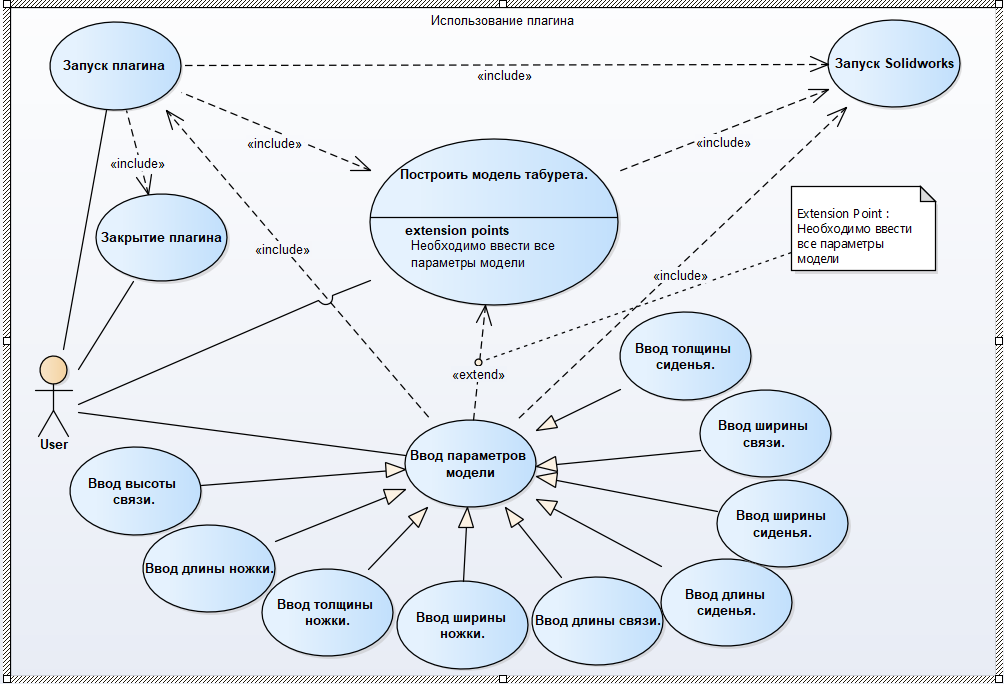 Использование плагина
Запуск плагина
Запуск Solidworks
«include»
«include»
«include»
«include»
Построить модель табурета.
extension points
Необходимо ввести все
параметры модели
Extension Point :
Необходимо ввести
все параметры
модели
Закрытие плагина
«include»
«include»
«extend»
Ввод толщины
сиденья.
Ввод ширины
связи.
User
Ввод параметров
модели
Ввод высоты
связи.
Ввод ширины
сиденья.
Ввод длины ножки.
Ввод толщины
ножки.
Ввод ширины
ножки.
Ввод длины связи.
Ввод длины
сиденья.